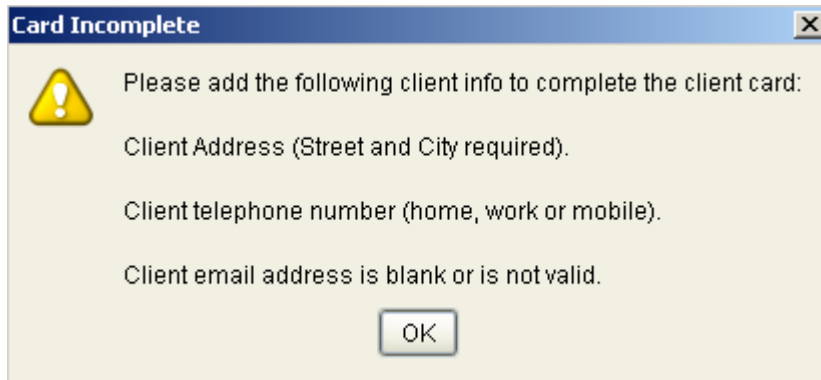 Card Incomplete
Please add the following client info to complete the client card:
Client Address (Street and City required).
Client telephone number (home, work or mobile).
Client email address is blank or is not valid.
OK